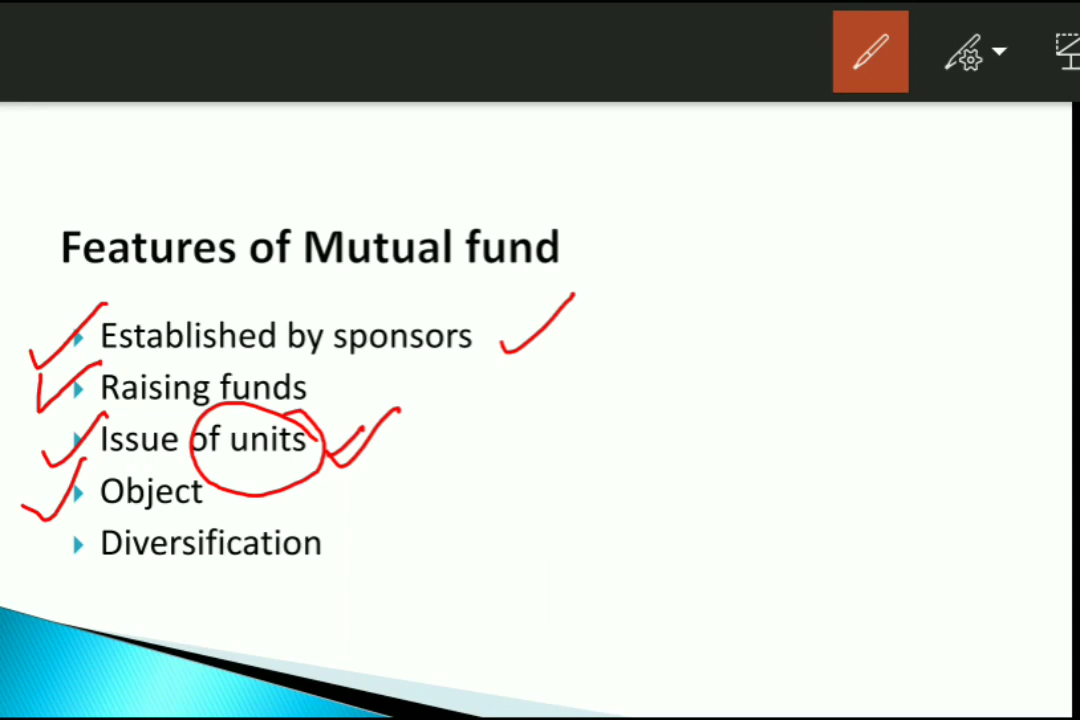 Features of Mutual fund
Established by sponsors
Raising funds
Issue of units
Object
Diversification